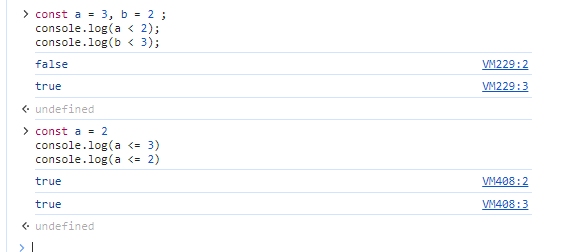 > const a = 3, b = 2 ;
console.log(a < 2);
console.log(b < 3);
false VM229:2
true VM229:3
<· undefined
> const a = 2
console.log(a <= 3)
console.log(a <= 2)
true VM408:2
true VM408:3
<· undefined
>